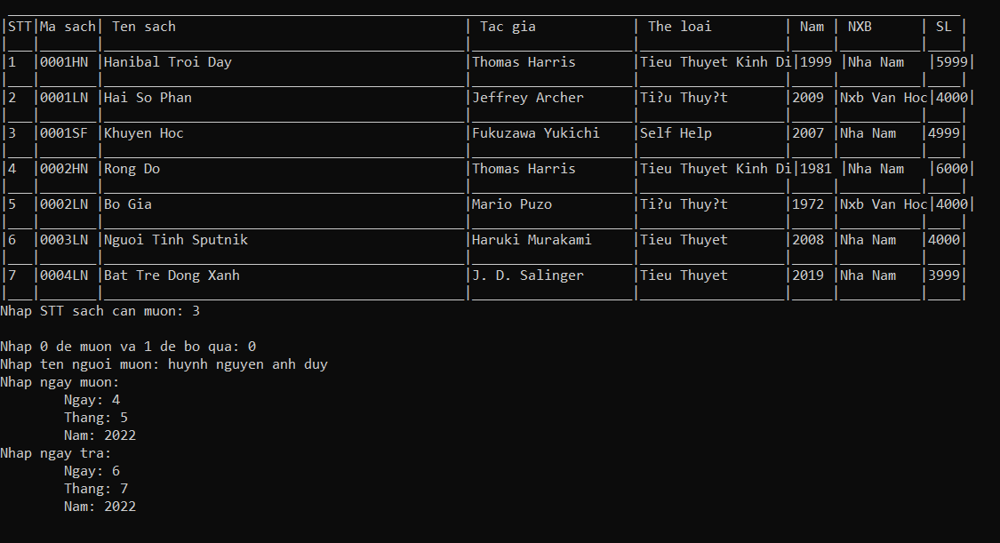 |STT|Ma sach| Ten sach | Tac gia | The loai | Nam | NXB | SL |
|1 |0001HN |Hanibal Troi Day |Thomas Harris |Tieu Thuyet Kinh Di|1999 |Nha Nam |5999|
|2 |0001LN |Hai So Phan |Jeffrey Archer |Ti?u Thuy?t |2009 |Nxb Van Hoc|4000|
|3 |0001SF |Khuyen Hoc |Fukuzawa Yukichi |Self Help |2007 |Nha Nam |4999|
|4 |0002HN |Rong Do |Thomas Harris |Tieu Thuyet Kinh Di|1981 |Nha Nam |6000|
|5 |0002LN |Bo Gia |Mario Puzo |Ti?u Thuy?t |1972 |Nxb Van Hoc|4000|
|6 |0003LN |Nguoi Tinh Sputnik |Haruki Murakami |Tieu Thuyet |2008 |Nha Nam |4000|
|7 |0004LN |Bat Tre Dong Xanh |J. D. Salinger |Tieu Thuyet |2019 |Nha Nam |3999|
Nhap STT sach can muon: 3
Nhap 0 de muon va 1 de bo qua: 0
Nhap ten nguoi muon: huynh nguyen anh duy
Nhap ngay muon:
Ngay: 4
Thang: 5
Nam: 2022
Nhap ngay tra:
Ngay: 6
Thang: 7
Nam: 2022